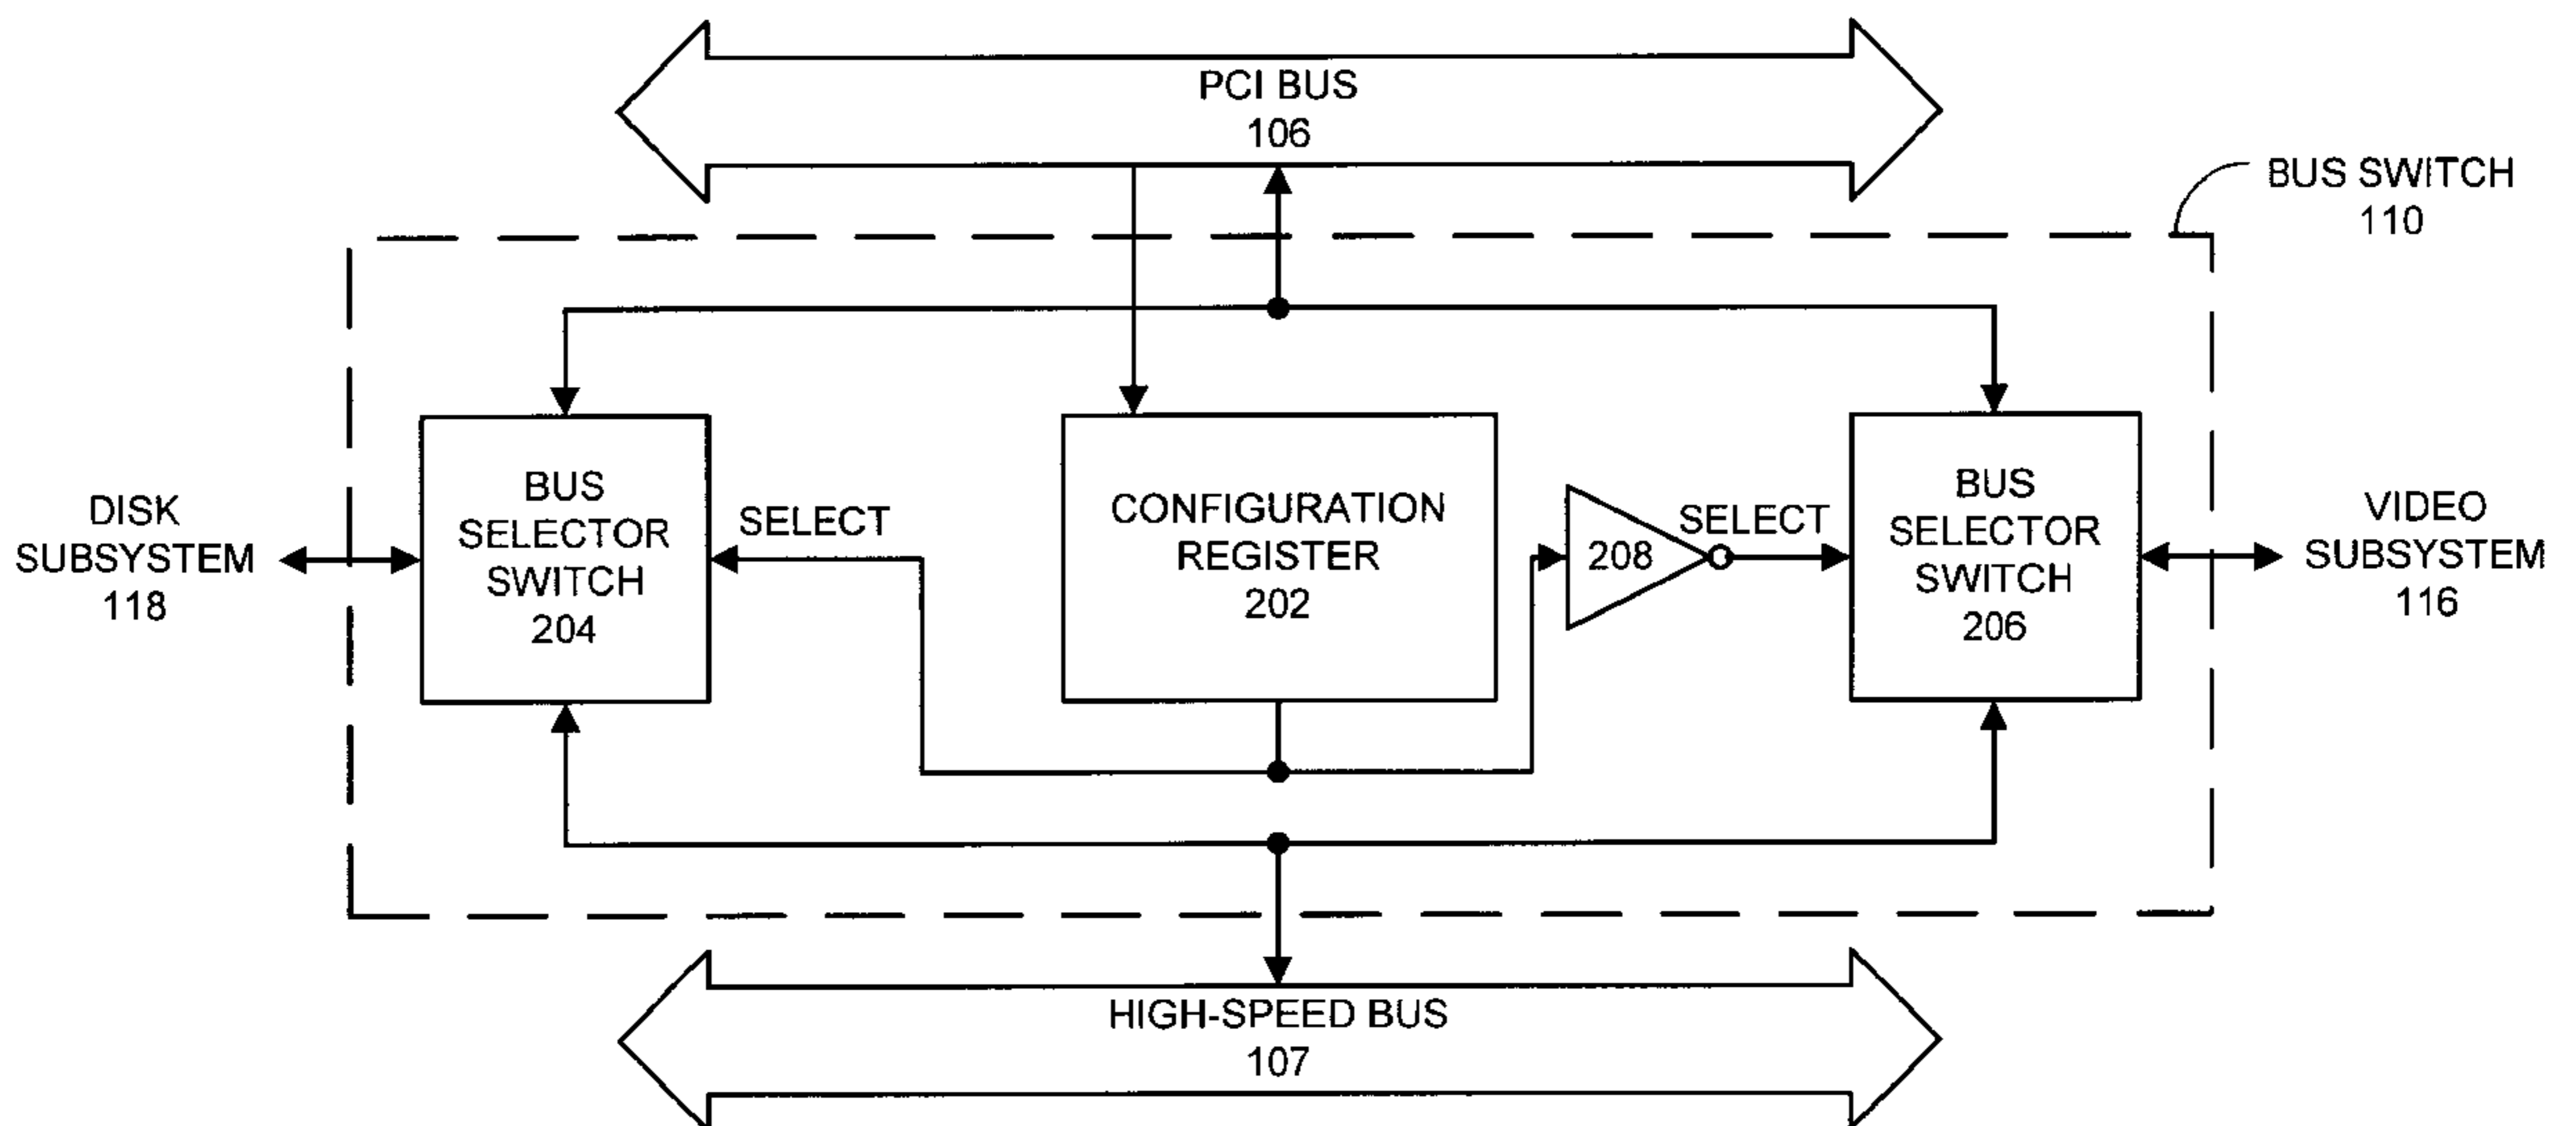 PCI BUS
106
BUS SWITCH
110
DISK
SUBSYSTEM
118
BUS
SELECTOR
SWITCH
204
SELECT
CONFIGURATION
REGISTER
202
208
SELECT
BUS
SELECTOR
SWITCH
206
VIDEO
SUBSYSTEM
116
HIGH-SPEED BUS
107